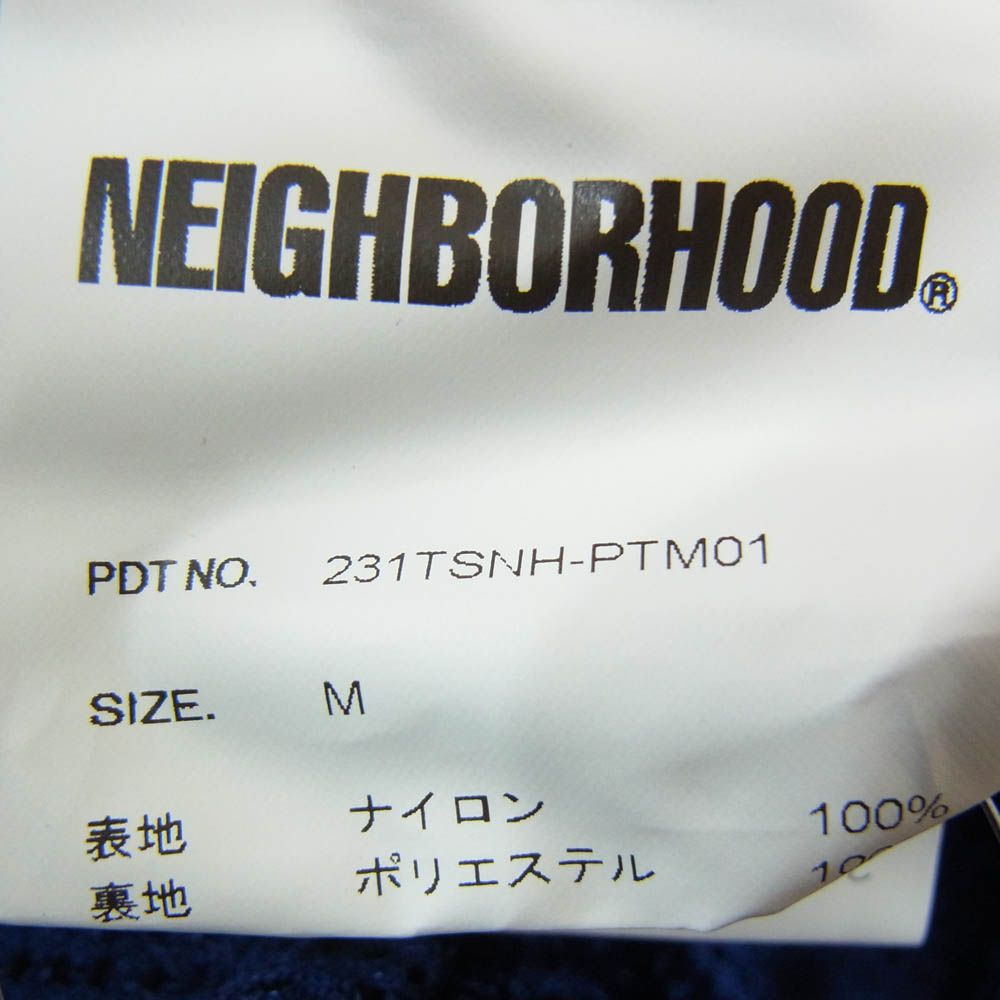 NEIGHBORHOOD®
PDT NO. 231TSNH-PTM01
SIZE. M
表地 ナイロン 100%
裏地 ポリエステル